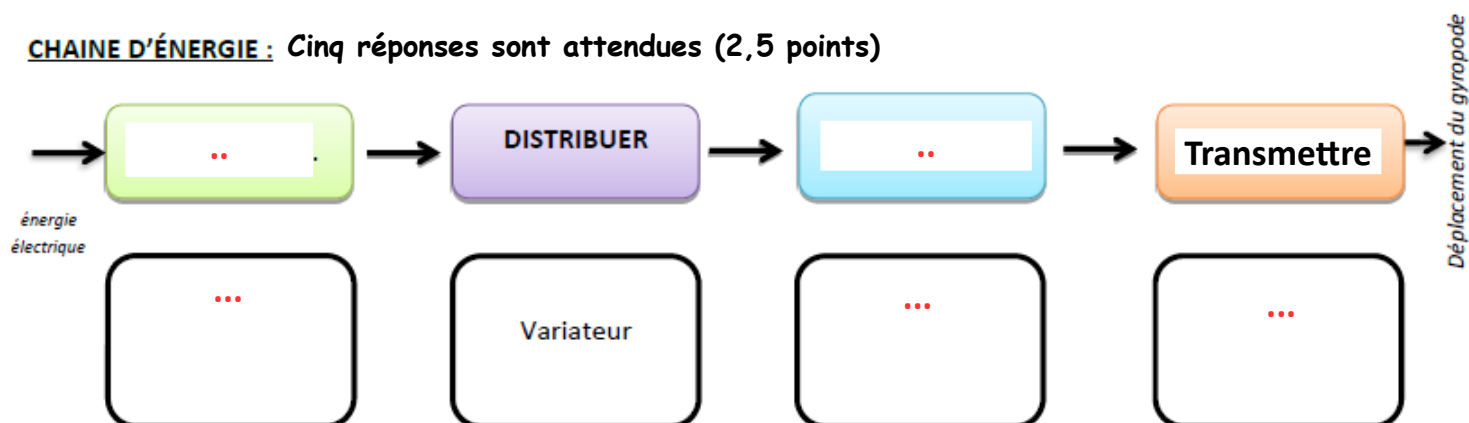 CHAINE D'ÉNERGIE : Cinq réponses sont attendues (2,5 points)
.. .
DISTRIBUER
..
Transmettre
Déplacement du gyropode
énergie
électrique
...
Variateur
...
...